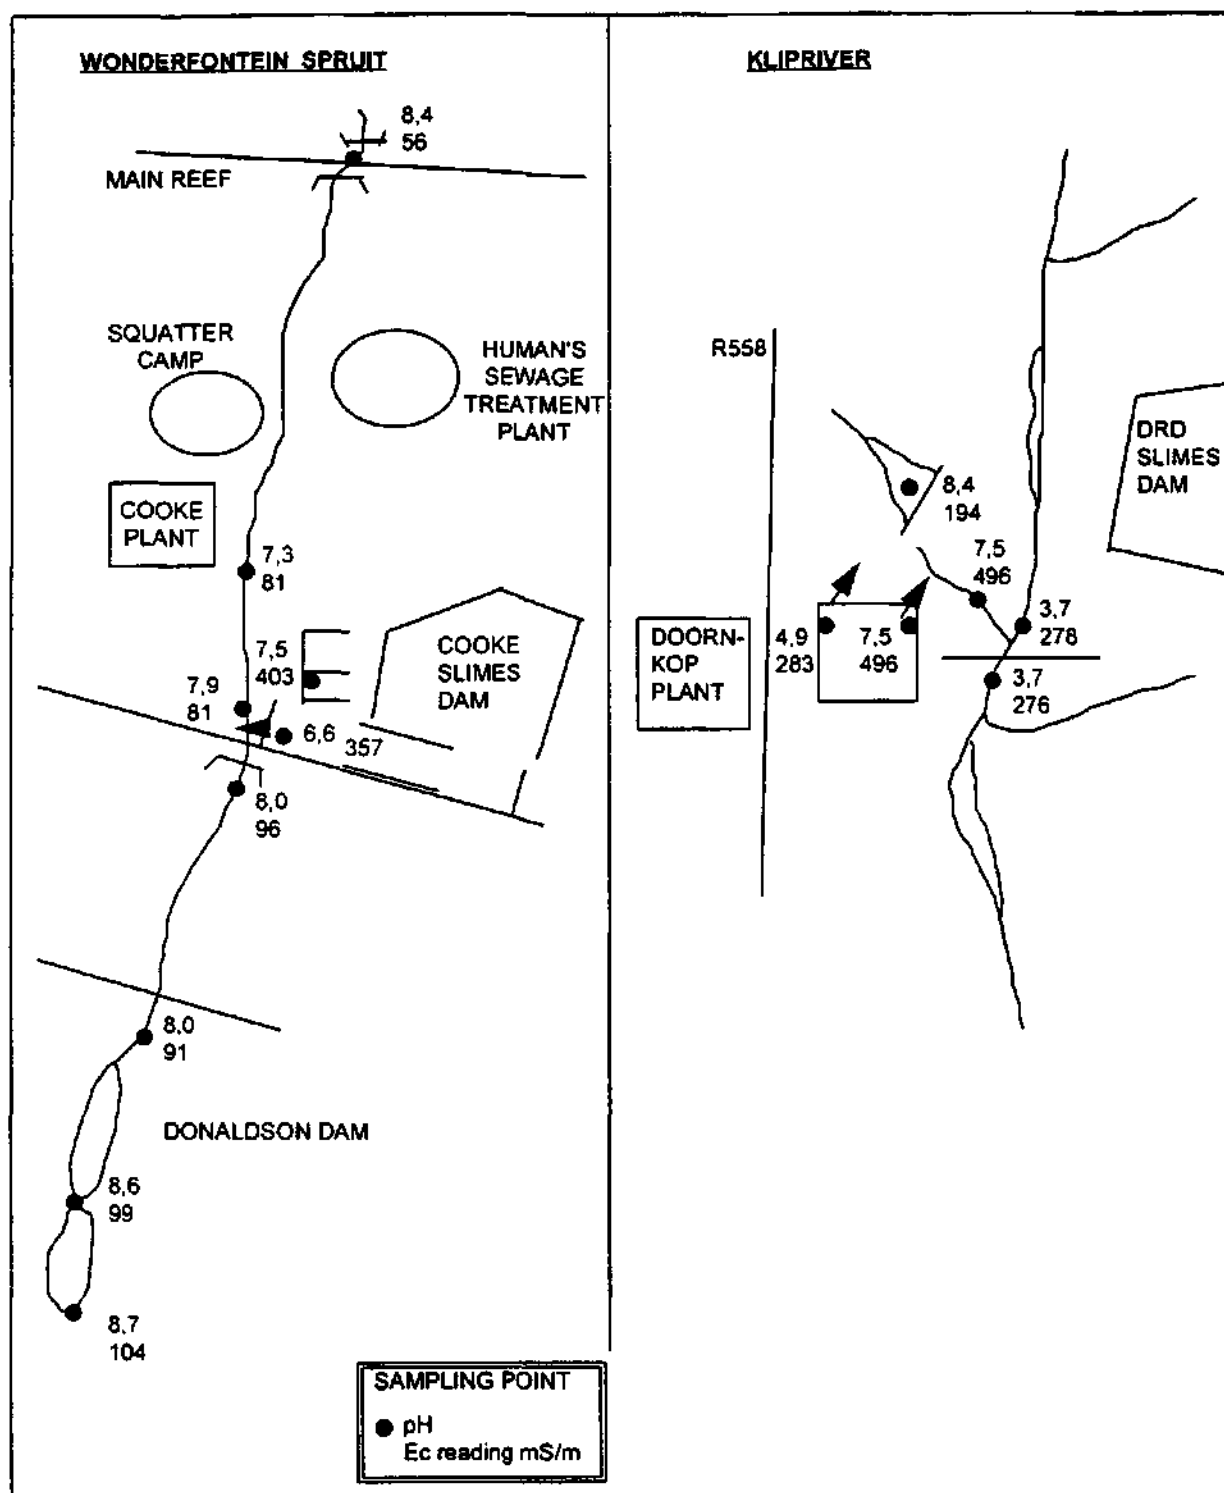 WONDERFONTEIN SPRUIT
8,4
56
MAIN REEF
SQUATTER
CAMP
HUMAN'S
SEWAGE
TREATMENT
PLANT
COOKE
PLANT
7,3
81
7,5
403
COOKE
SLIMES
DAM
7,9
81
6,6
357
8,0
96
8,0
91
DONALDSON DAM
8,6
99
8,7
104
KLIPRIVER
R558
DRD
SLIMES
DAM
8,4
194
7,5
496
3,7
278
DOORN-
KOP
PLANT
4,9
283
7,5
496
3,7
276
SAMPLING POINT
pH
Ec reading mS/m